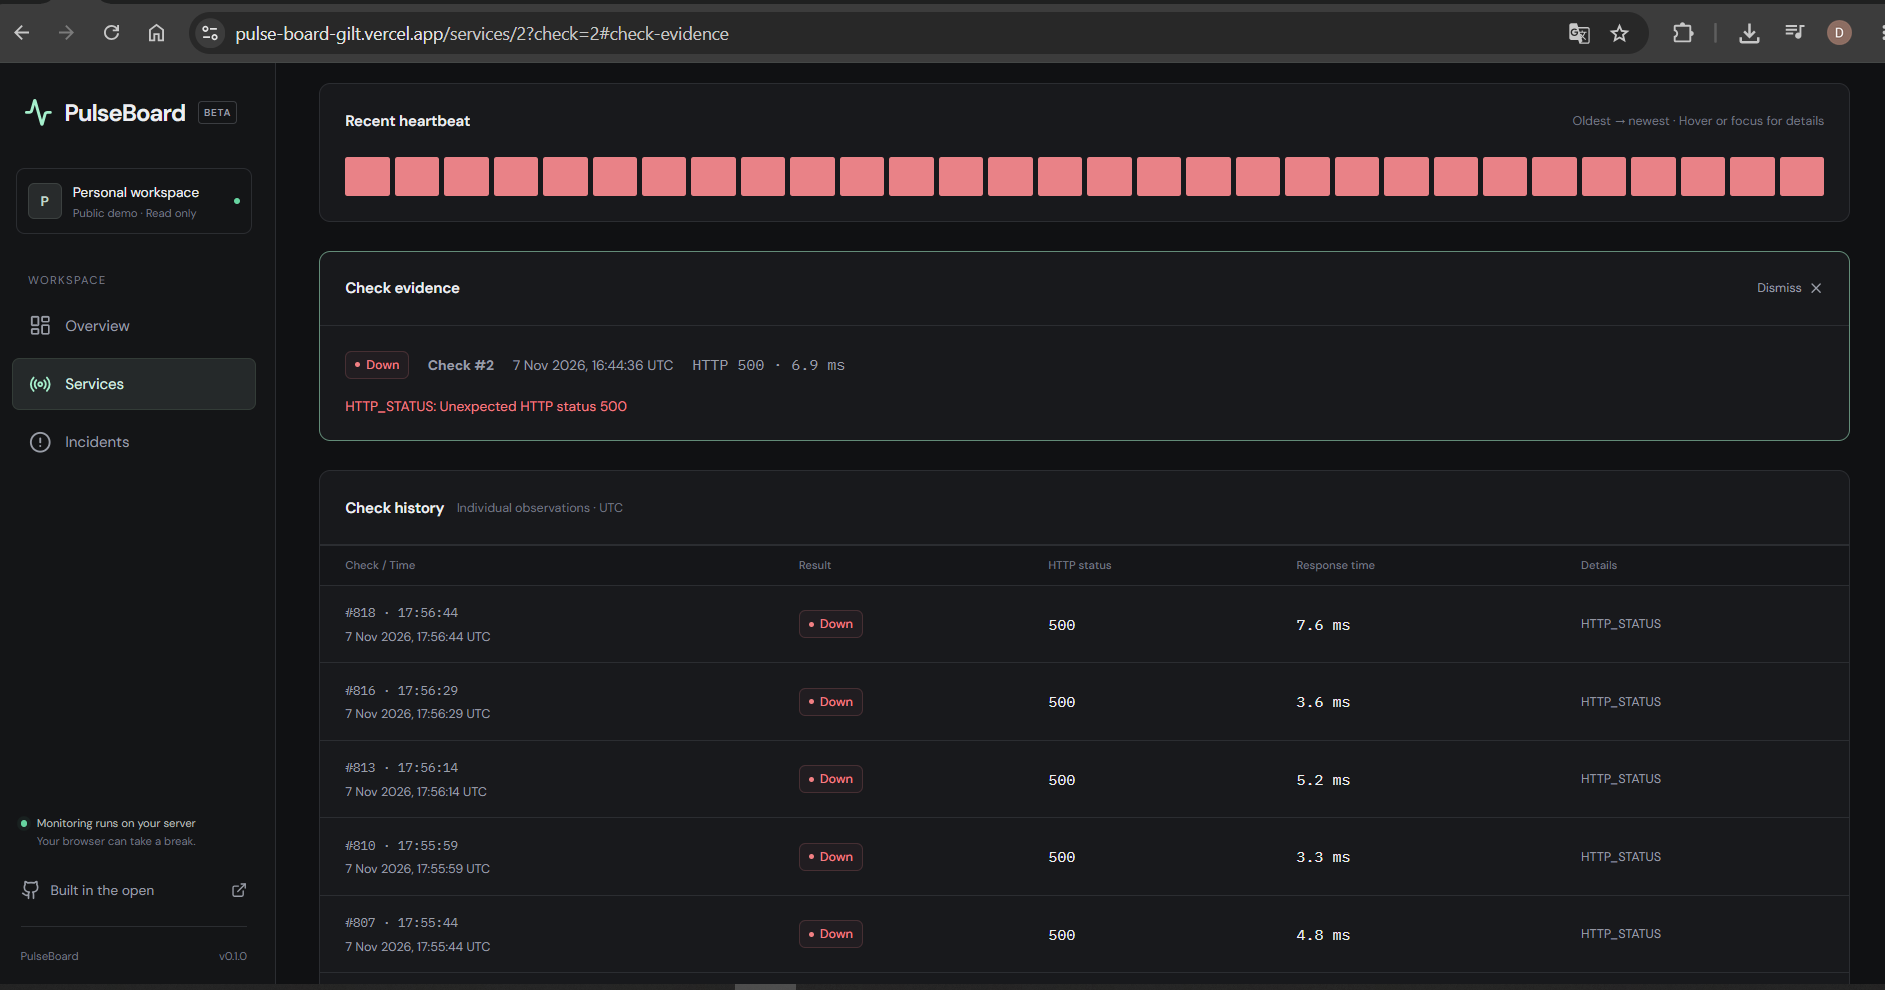 pulse-board-gilt.vercel.app/services/2?check=2#check-evidence
D
PulseBoard BETA
P
Personal workspace
Public demo · Read only
WORKSPACE
Overview
Services
Incidents
Monitoring runs on your server
Your browser can take a break.
Built in the open
PulseBoard v0.1.0
Recent heartbeat Oldest → newest · Hover or focus for details
Check evidence Dismiss
Down Check #2 7 Nov 2026, 16:44:36 UTC HTTP 500 · 6.9 ms
HTTP_STATUS: Unexpected HTTP status 500
Check history Individual observations · UTC
Check / Time Result HTTP status Response time Details
#818 · 17:56:44
7 Nov 2026, 17:56:44 UTC
Down 500 7.6 ms HTTP_STATUS
#816 · 17:56:29
7 Nov 2026, 17:56:29 UTC
Down 500 3.6 ms HTTP_STATUS
#813 · 17:56:14
7 Nov 2026, 17:56:14 UTC
Down 500 5.2 ms HTTP_STATUS
#810 · 17:55:59
7 Nov 2026, 17:55:59 UTC
Down 500 3.3 ms HTTP_STATUS
#807 · 17:55:44
7 Nov 2026, 17:55:44 UTC
Down 500 4.8 ms HTTP_STATUS